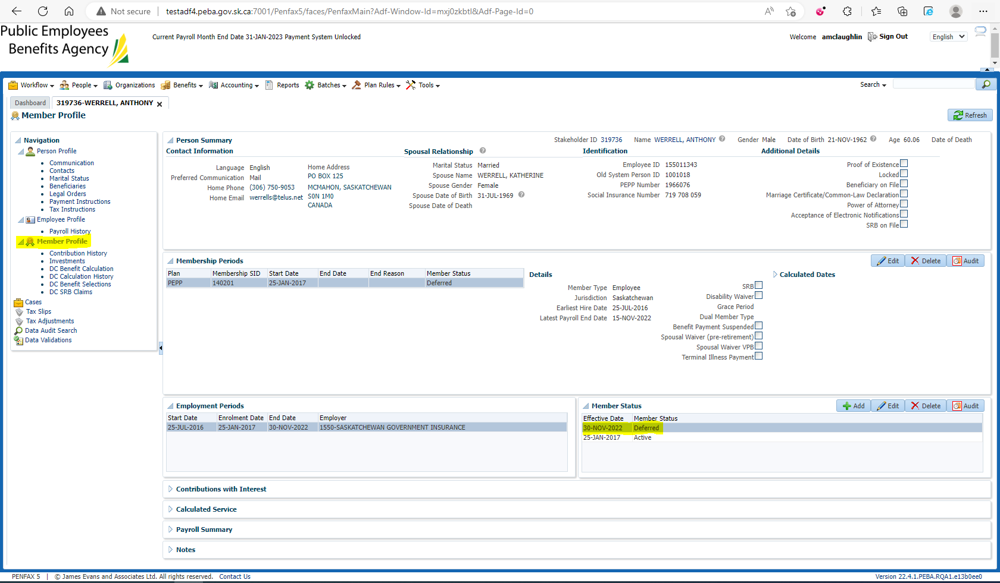 Not secure
testadf4.peba.gov.sk.ca:7001/Penfax5/faces/PenfaxMain?Adf-Window-Id=mxj0zkbtl&Adf-Page-Id=0
Public Employees
Benefits Agency
Current Payroll Month End Date 31-JAN-2023 Payment System Unlocked
Welcome amclaughlin Sign Out English
Workflow People Organizations Benefits Accounting Reports Batches Plan Rules Tools Search
Dashboard 319736-WERRELL, ANTHONY
Member Profile
Refresh
Navigation
Person Profile
Communication
Contacts
Marital Status
Beneficiaries
Legal Orders
Payment Instructions
Tax Instructions
Employee Profile
Payroll History
Member Profile
Contribution History
Investments
DC Benefit Calculation
DC Calculation History
DC Benefit Selections
DC SRB Claims
Cases
Tax Slips
Tax Adjustments
Data Audit Search
Data Validations
Person Summary
Stakeholder ID 319736 Name WERRELL, ANTHONY Gender Male Date of Birth 21-NOV-1962 Age 60.06 Date of Death
Contact Information
Language English
Preferred Communication Mail
Home Phone (306) 750-9053
Home Email werrells@telus.net
Home Address
PO BOX 125
MCMAHON, SASKATCHEWAN
S0N 1M0
CANADA
Spousal Relationship
Marital Status Married
Spouse Name WERRELL, KATHERINE
Spouse Gender Female
Spouse Date of Birth 31-JUL-1969
Spouse Date of Death
Identification
Employee ID 155011343
Old System Person ID 1001018
PEPP Number 1966076
Social Insurance Number 719 708 059
Additional Details
Proof of Existence
Locked
Beneficiary on File
Marriage Certificate/Common-Law Declaration
Power of Attorney
Acceptance of Electronic Notifications
SRB on File
Membership Periods
Edit Delete Audit
Plan Membership SID Start Date End Date End Reason Member Status
PEPP 140201 25-JAN-2017 Deferred
Details
Member Type Employee
Jurisdiction Saskatchewan
Earliest Hire Date 25-JUL-2016
Latest Payroll End Date 15-NOV-2022
SRB
Disability Waiver
Grace Period
Dual Member Type
Benefit Payment Suspended
Spousal Waiver (pre-retirement)
Spousal Waiver VPB
Terminal Illness Payment
Calculated Dates
Employment Periods
Start Date Enrolment Date End Date Employer
25-JUL-2016 25-JAN-2017 30-NOV-2022 1550-SASKATCHEWAN GOVERNMENT INSURANCE
Member Status
Add Edit Delete Audit
Effective Date Member Status
30-NOV-2022 Deferred
25-JAN-2017 Active
Contributions with Interest
Calculated Service
Payroll Summary
Notes
PENFAX 5 | © James Evans and Associates Ltd. All rights reserved. Contact Us
Version 22.4.1.PEBA.RQA1.e13b0ee0